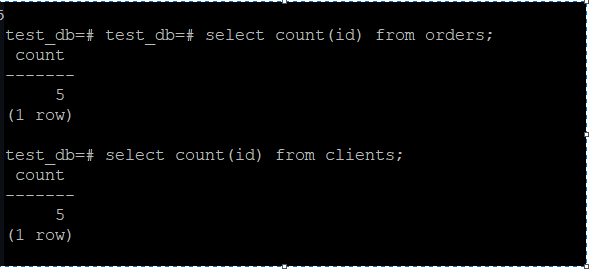 test_db=# test_db=# select count(id) from orders;
count
-------
5
(1 row)
test_db=# select count(id) from clients;
count
-------
5
(1 row)